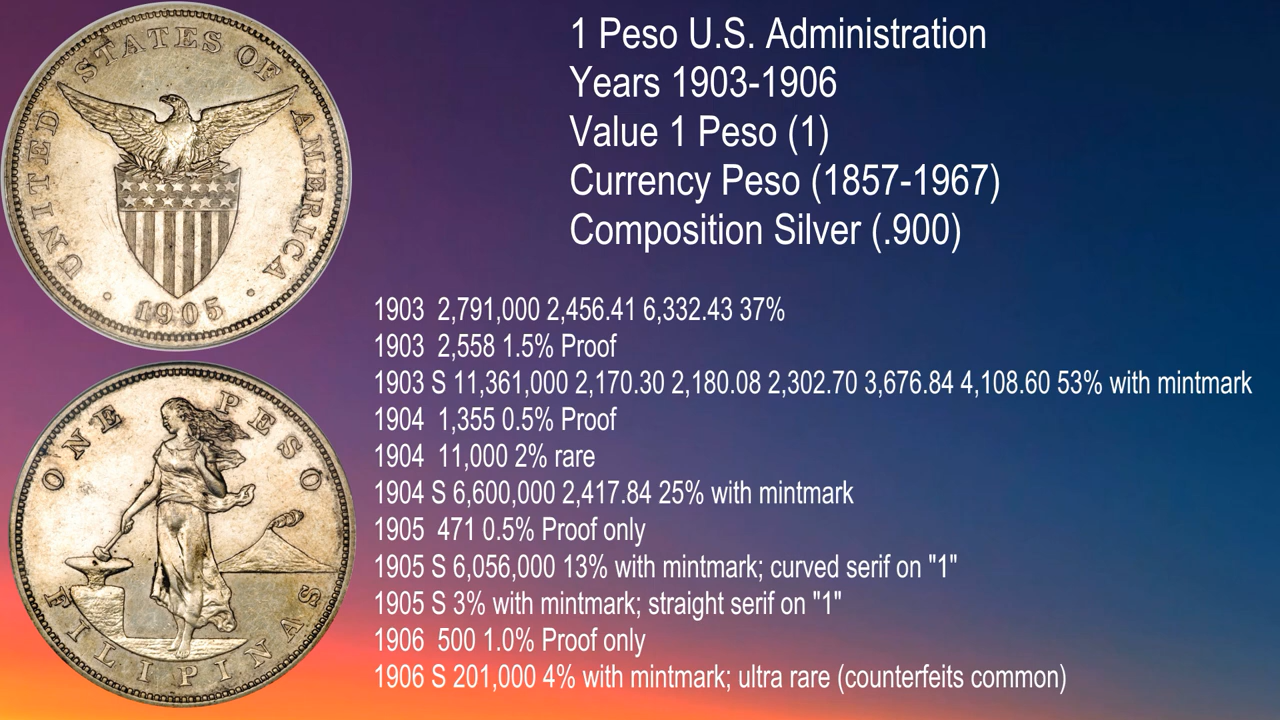 UNITED STATES OF AMERICA
1905
ONE PESO
FILIPINAS
1 Peso U.S. Administration
Years 1903-1906
Value 1 Peso (1)
Currency Peso (1857-1967)
Composition Silver (.900)
1903  2,791,000 2,456.41 6,332.43 37%
1903  2,558 1.5% Proof
1903 S 11,361,000 2,170.30 2,180.08 2,302.70 3,676.84 4,108.60 53% with mintmark
1904  1,355 0.5% Proof
1904  11,000 2% rare
1904 S 6,600,000 2,417.84 25% with mintmark
1905  471 0.5% Proof only
1905 S 6,056,000 13% with mintmark; curved serif on "1"
1905 S 3% with mintmark; straight serif on "1"
1906  500 1.0% Proof only
1906 S 201,000 4% with mintmark; ultra rare (counterfeits common)